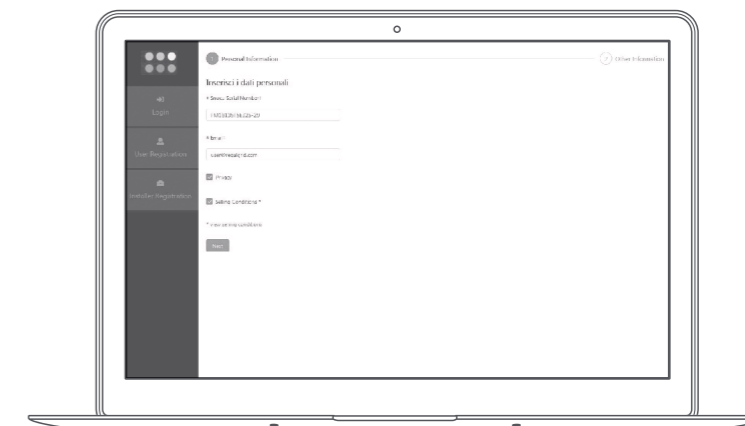 Personal Information
Other Information
Login
User Registration
Installer Registration
Inserisci i dati personali
* Email
Privacy
Selling Conditions *
Next